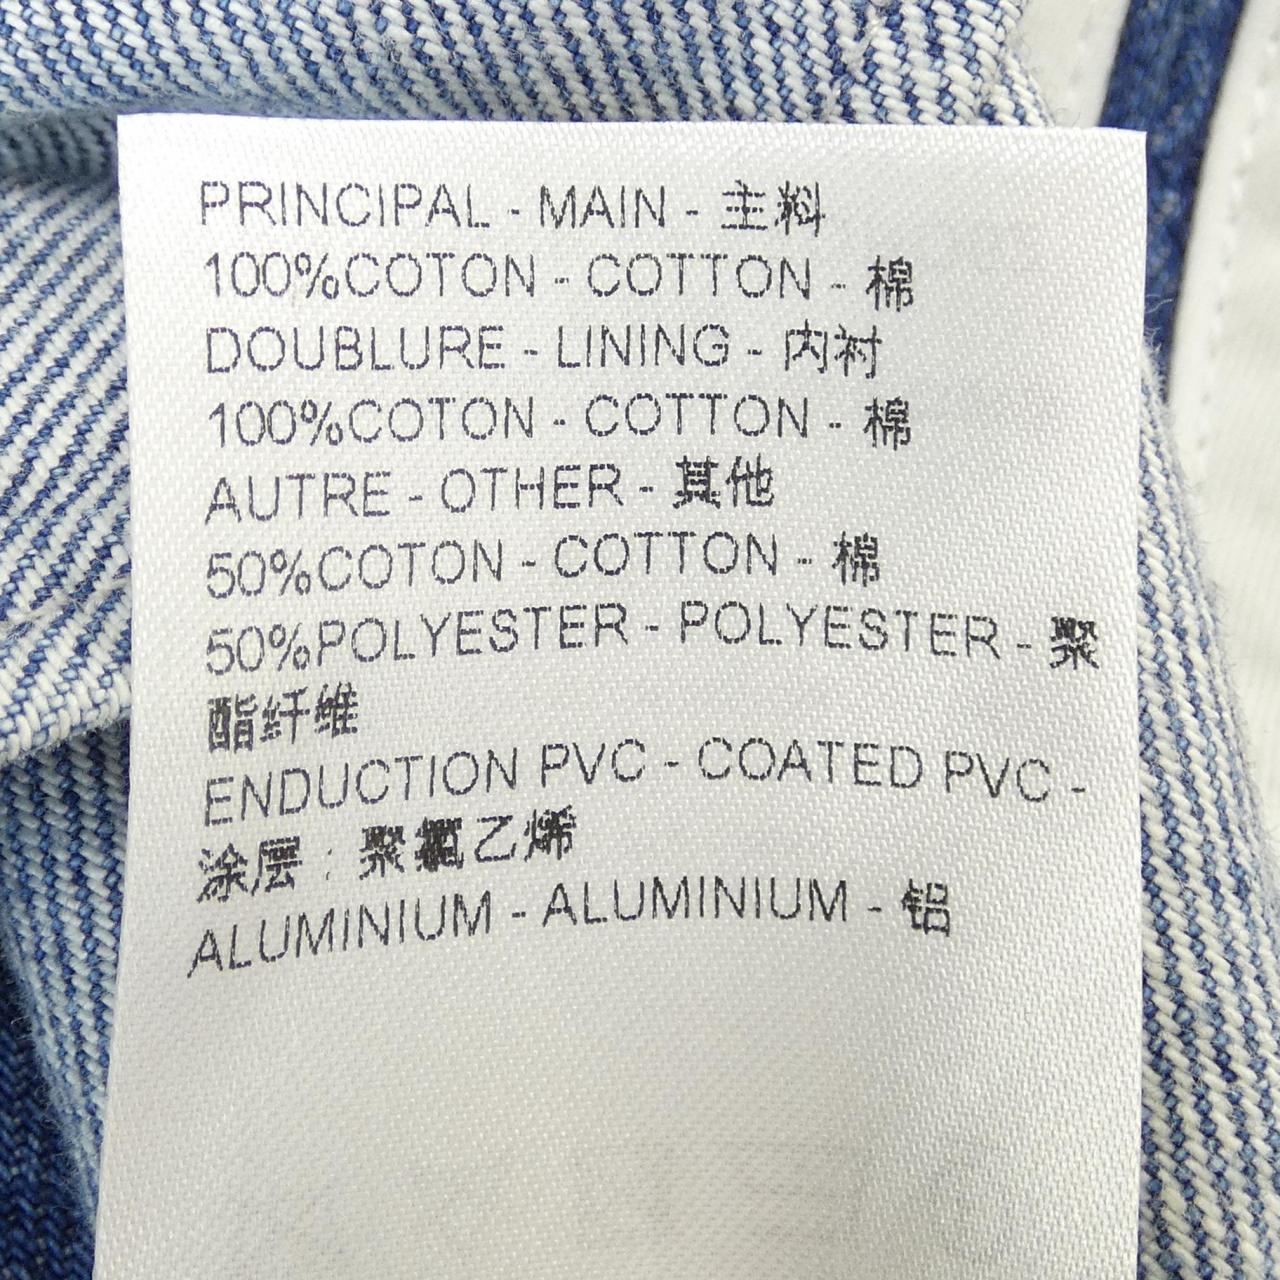 PRINCIPAL - MAIN - 主料
100%COTON - COTTON - 棉
DOUBLURE - LINING - 内衬
100%COTON - COTTON - 棉
AUTRE - OTHER - 其他
50%COTON - COTTON - 棉
50%POLYESTER - POLYESTER - 聚
酯纤维
ENDUCTION PVC - COATED PVC -
涂层 : 聚氯乙烯
ALUMINIUM - ALUMINIUM - 铝